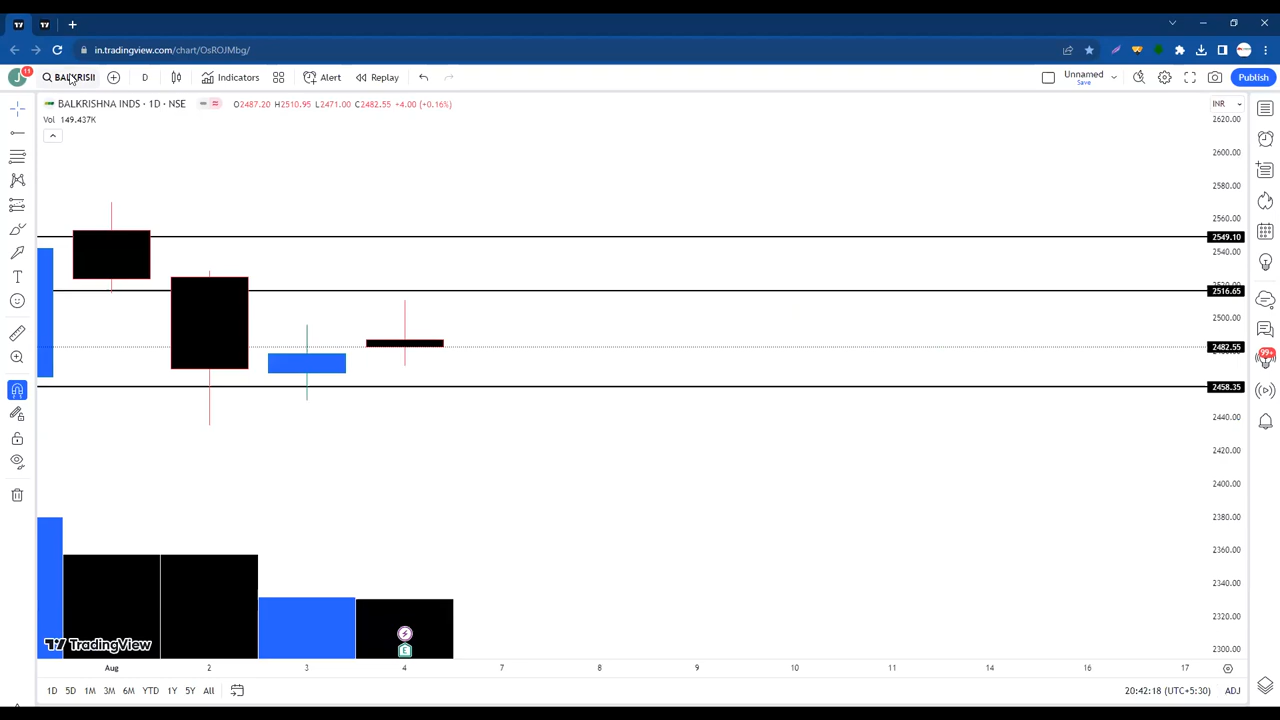 in.tradingview.com/chart/OsROJMbg/
11
BALKRISII
D
Indicators
Alert
Replay
Unnamed
Save
Publish
BALKRISHNA INDS · 1D · NSE
O2487.20 H2510.95 L2471.00 C2482.55 +4.00 (+0.16%)
INR
Vol 149.437K
2620.00
2600.00
2580.00
2560.00
2549.10
2540.00
2516.65
2500.00
2482.55
2458.35
2440.00
2420.00
2400.00
2380.00
2360.00
2340.00
2320.00
2300.00
99+
E
TradingView
Aug 2 3 4 7 8 9 10 11 14 16 17
1D 5D 1M 3M 6M YTD 1Y 5Y All
20:42:18 (UTC+5:30) ADJ